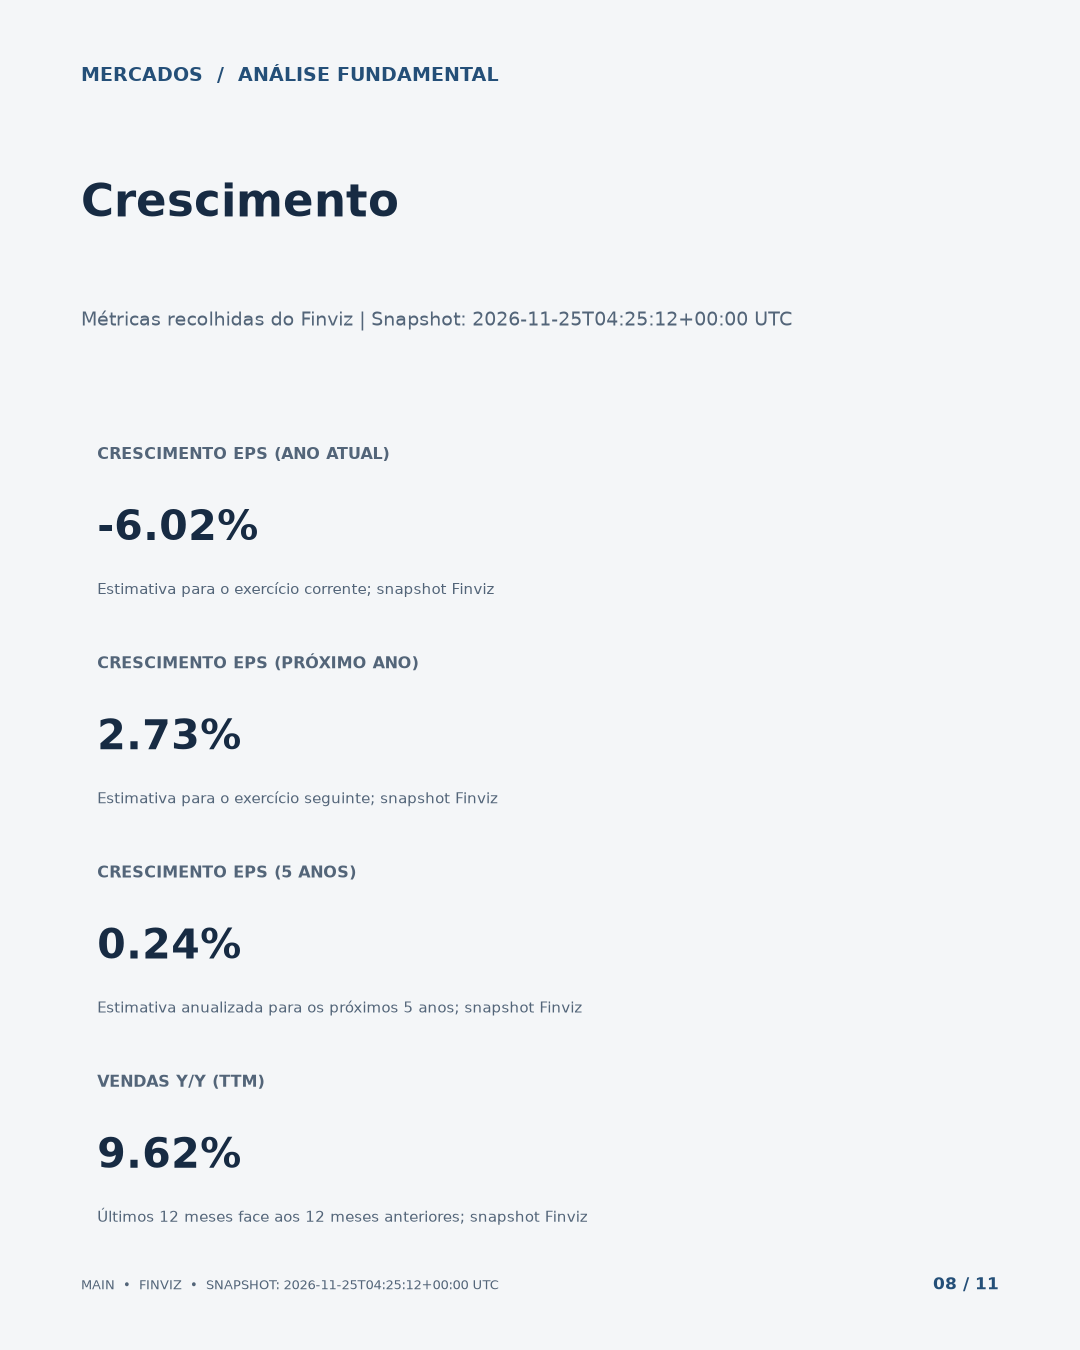 MERCADOS / ANÁLISE FUNDAMENTAL
Crescimento
Métricas recolhidas do Finviz | Snapshot: 2026-11-25T04:25:12+00:00 UTC
CRESCIMENTO EPS (ANO ATUAL)
-6.02%
Estimativa para o exercício corrente; snapshot Finviz
CRESCIMENTO EPS (PRÓXIMO ANO)
2.73%
Estimativa para o exercício seguinte; snapshot Finviz
CRESCIMENTO EPS (5 ANOS)
0.24%
Estimativa anualizada para os próximos 5 anos; snapshot Finviz
VENDAS Y/Y (TTM)
9.62%
Últimos 12 meses face aos 12 meses anteriores; snapshot Finviz
MAIN • FINVIZ • SNAPSHOT: 2026-11-25T04:25:12+00:00 UTC
08 / 11